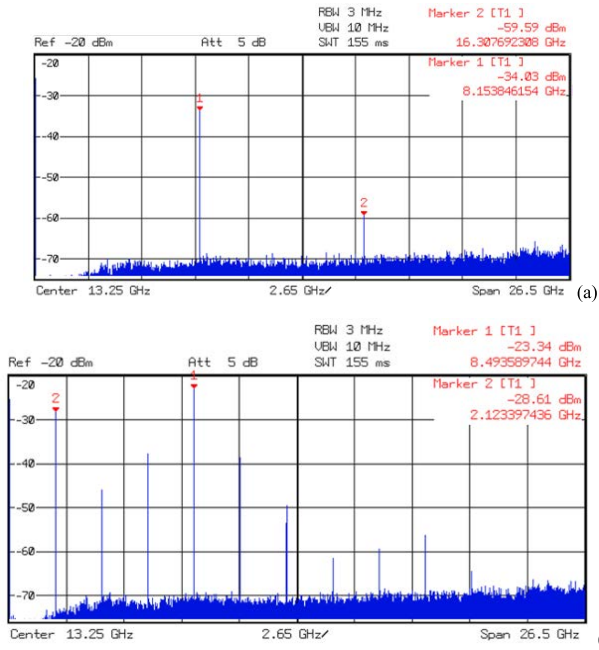 RBW 3 MHz Marker 2 [T1 ]
VBW 10 MHz -59.59 dBm
Ref -20 dBm Att 5 dB SWT 155 ms 16.307692308 GHz
-20 Marker 1 [T1 ]
-34.03 dBm
8.153846154 GHz
-30
1
-40
-50
2
-60
-70
Center 13.25 GHz 2.65 GHz/ Span 26.5 GHz (a)
RBW 3 MHz Marker 1 [T1 ]
VBW 10 MHz -23.34 dBm
Ref -20 dBm Att 5 dB SWT 155 ms 8.493589744 GHz
-20 1 Marker 2 [T1 ]
-28.61 dBm
2.123397436 GHz
2
-30
-40
-50
-60
-70
Center 13.25 GHz 2.65 GHz/ Span 26.5 GHz